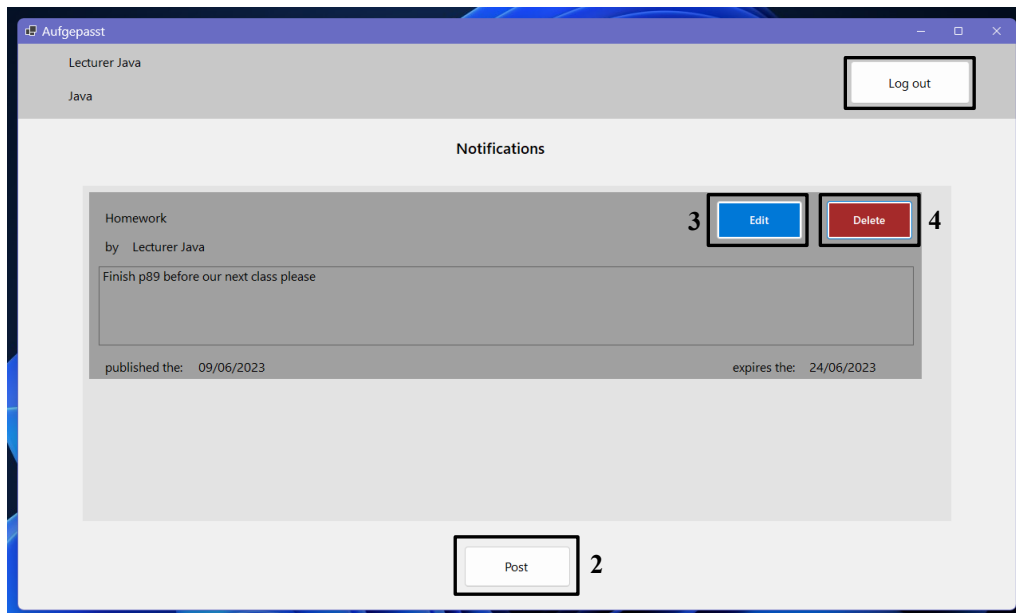 Aufgepasst
Lecturer Java
Log out
Java
Notifications
Homework
3
Edit
Delete
4
by Lecturer Java
Finish p89 before our next class please
published the: 09/06/2023 expires the: 24/06/2023
Post
2